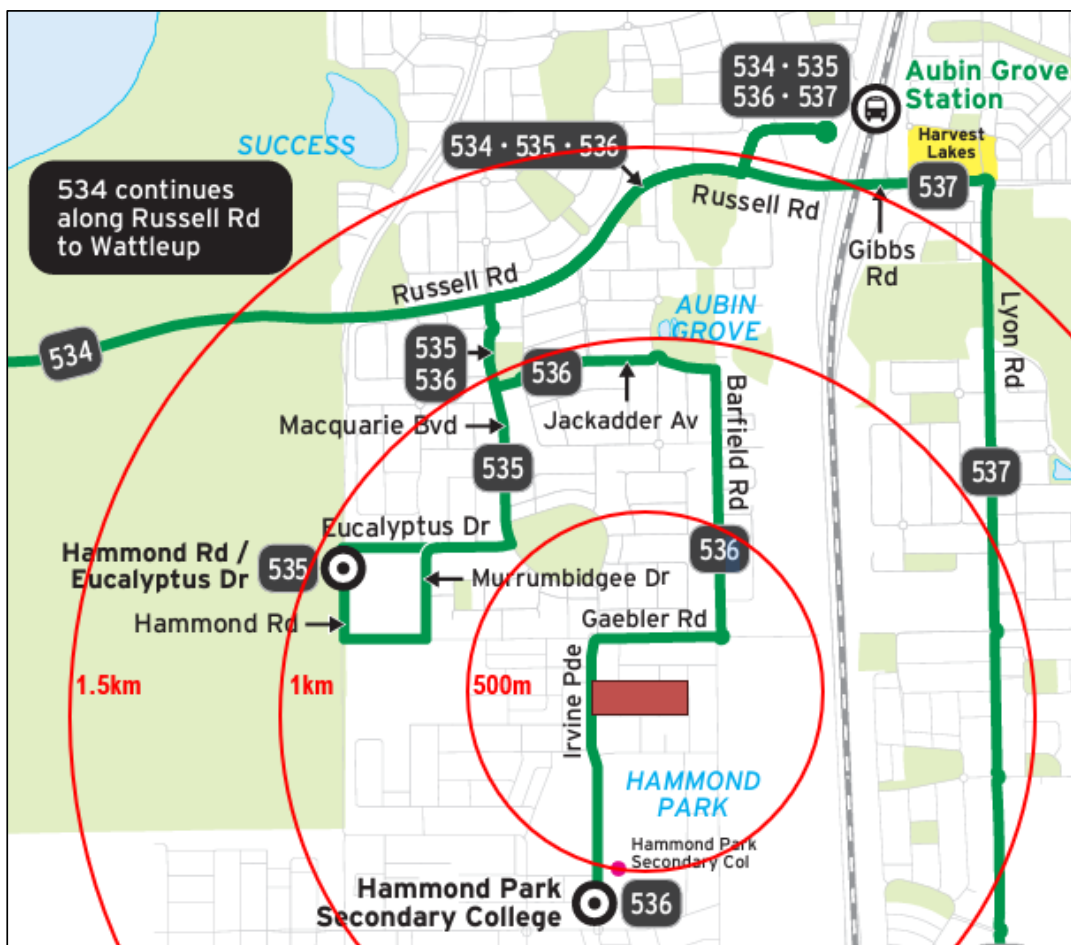 534 • 535
536 • 537
Aubin Grove
Station
SUCCESS
534 • 535 • 536
Harvest
Lakes
537
534 continues
along Russell Rd
to Wattleup
Russell Rd
Gibbs
Rd
Russell Rd
AUBIN
GROVE
Lyon Rd
534
535
536
536
Jackadder Av
Barfield Rd
Macquarie Bvd
535
537
Eucalyptus Dr
536
Hammond Rd /
Eucalyptus Dr
535
Murrumbidgee Dr
Hammond Rd
Gaebler Rd
1.5km
1km
500m
Irvine Pde
HAMMOND
PARK
Hammond Park
Secondary Col
Hammond Park
Secondary College
536